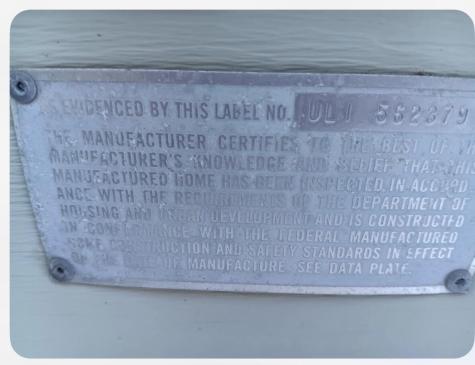 AS EVIDENCED BY THIS LABEL NO. ULI 562379
THE MANUFACTURER CERTIFIES TO THE BEST OF
MANUFACTURER'S KNOWLEDGE AND BELIEF THAT THIS
MANUFACTURED HOME HAS BEEN INSPECTED IN ACCORD-
ANCE WITH THE REQUIREMENTS OF THE DEPARTMENT OF
HOUSING AND URBAN DEVELOPMENT AND IS CONSTRUCTED
IN CONFORMANCE WITH THE FEDERAL MANUFACTURED
HOME CONSTRUCTION AND SAFETY STANDARDS IN EFFECT
ON THE DATE OF MANUFACTURE. SEE DATA PLATE.